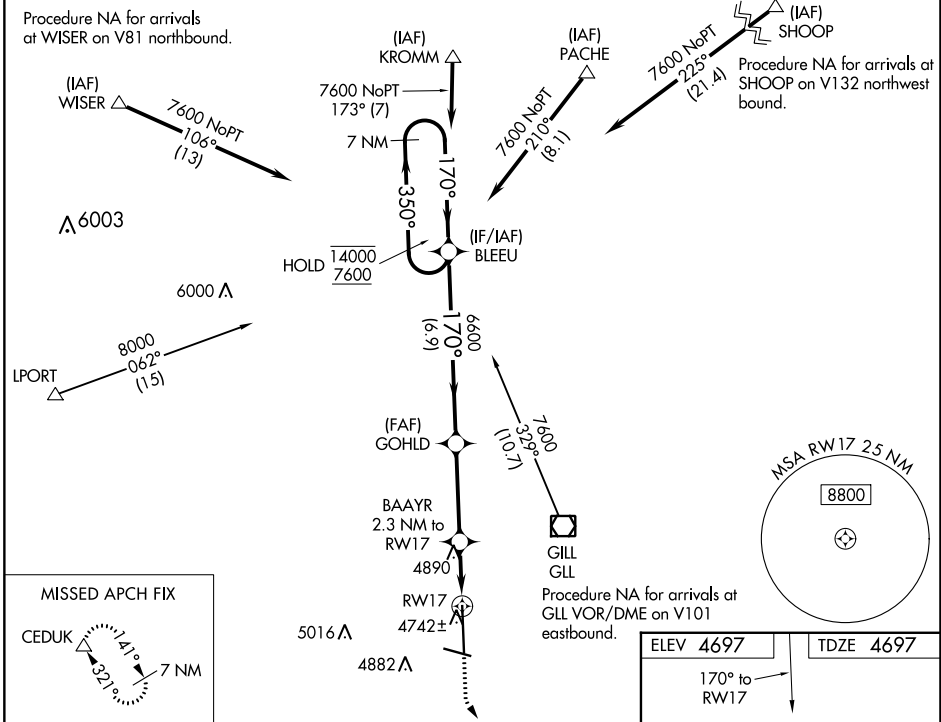 Procedure NA for arrivals
at WISER on V81 northbound.
(IAF)
WISER
7600 NoPT
106°
(13)
(IAF)
KROMM
7600 NoPT
173° (7)
7 NM
170°
350°
(IAF)
PACHE
7600 NoPT
210°
(8.1)
(IAF)
SHOOP
7600 NoPT
225°
(21.4)
Procedure NA for arrivals at
SHOOP on V132 northwest
bound.
6003
6000
HOLD
14000
7600
(IF/IAF)
BLEEU
6600
170°
(6.9)
LPORT
8000
062°
(15)
(FAF)
GOHLD
7600
329°
(10.7)
GILL
GLL
Procedure NA for arrivals at
GLL VOR/DME on V101
eastbound.
BAAYR
2.3 NM to
RW17
4890
RW17
4742±
5016
4882
MSA RW17 25 NM
8800
MISSED APCH FIX
CEDUK
141°
321°
7 NM
ELEV 4697
TDZE 4697
170° to
RW17